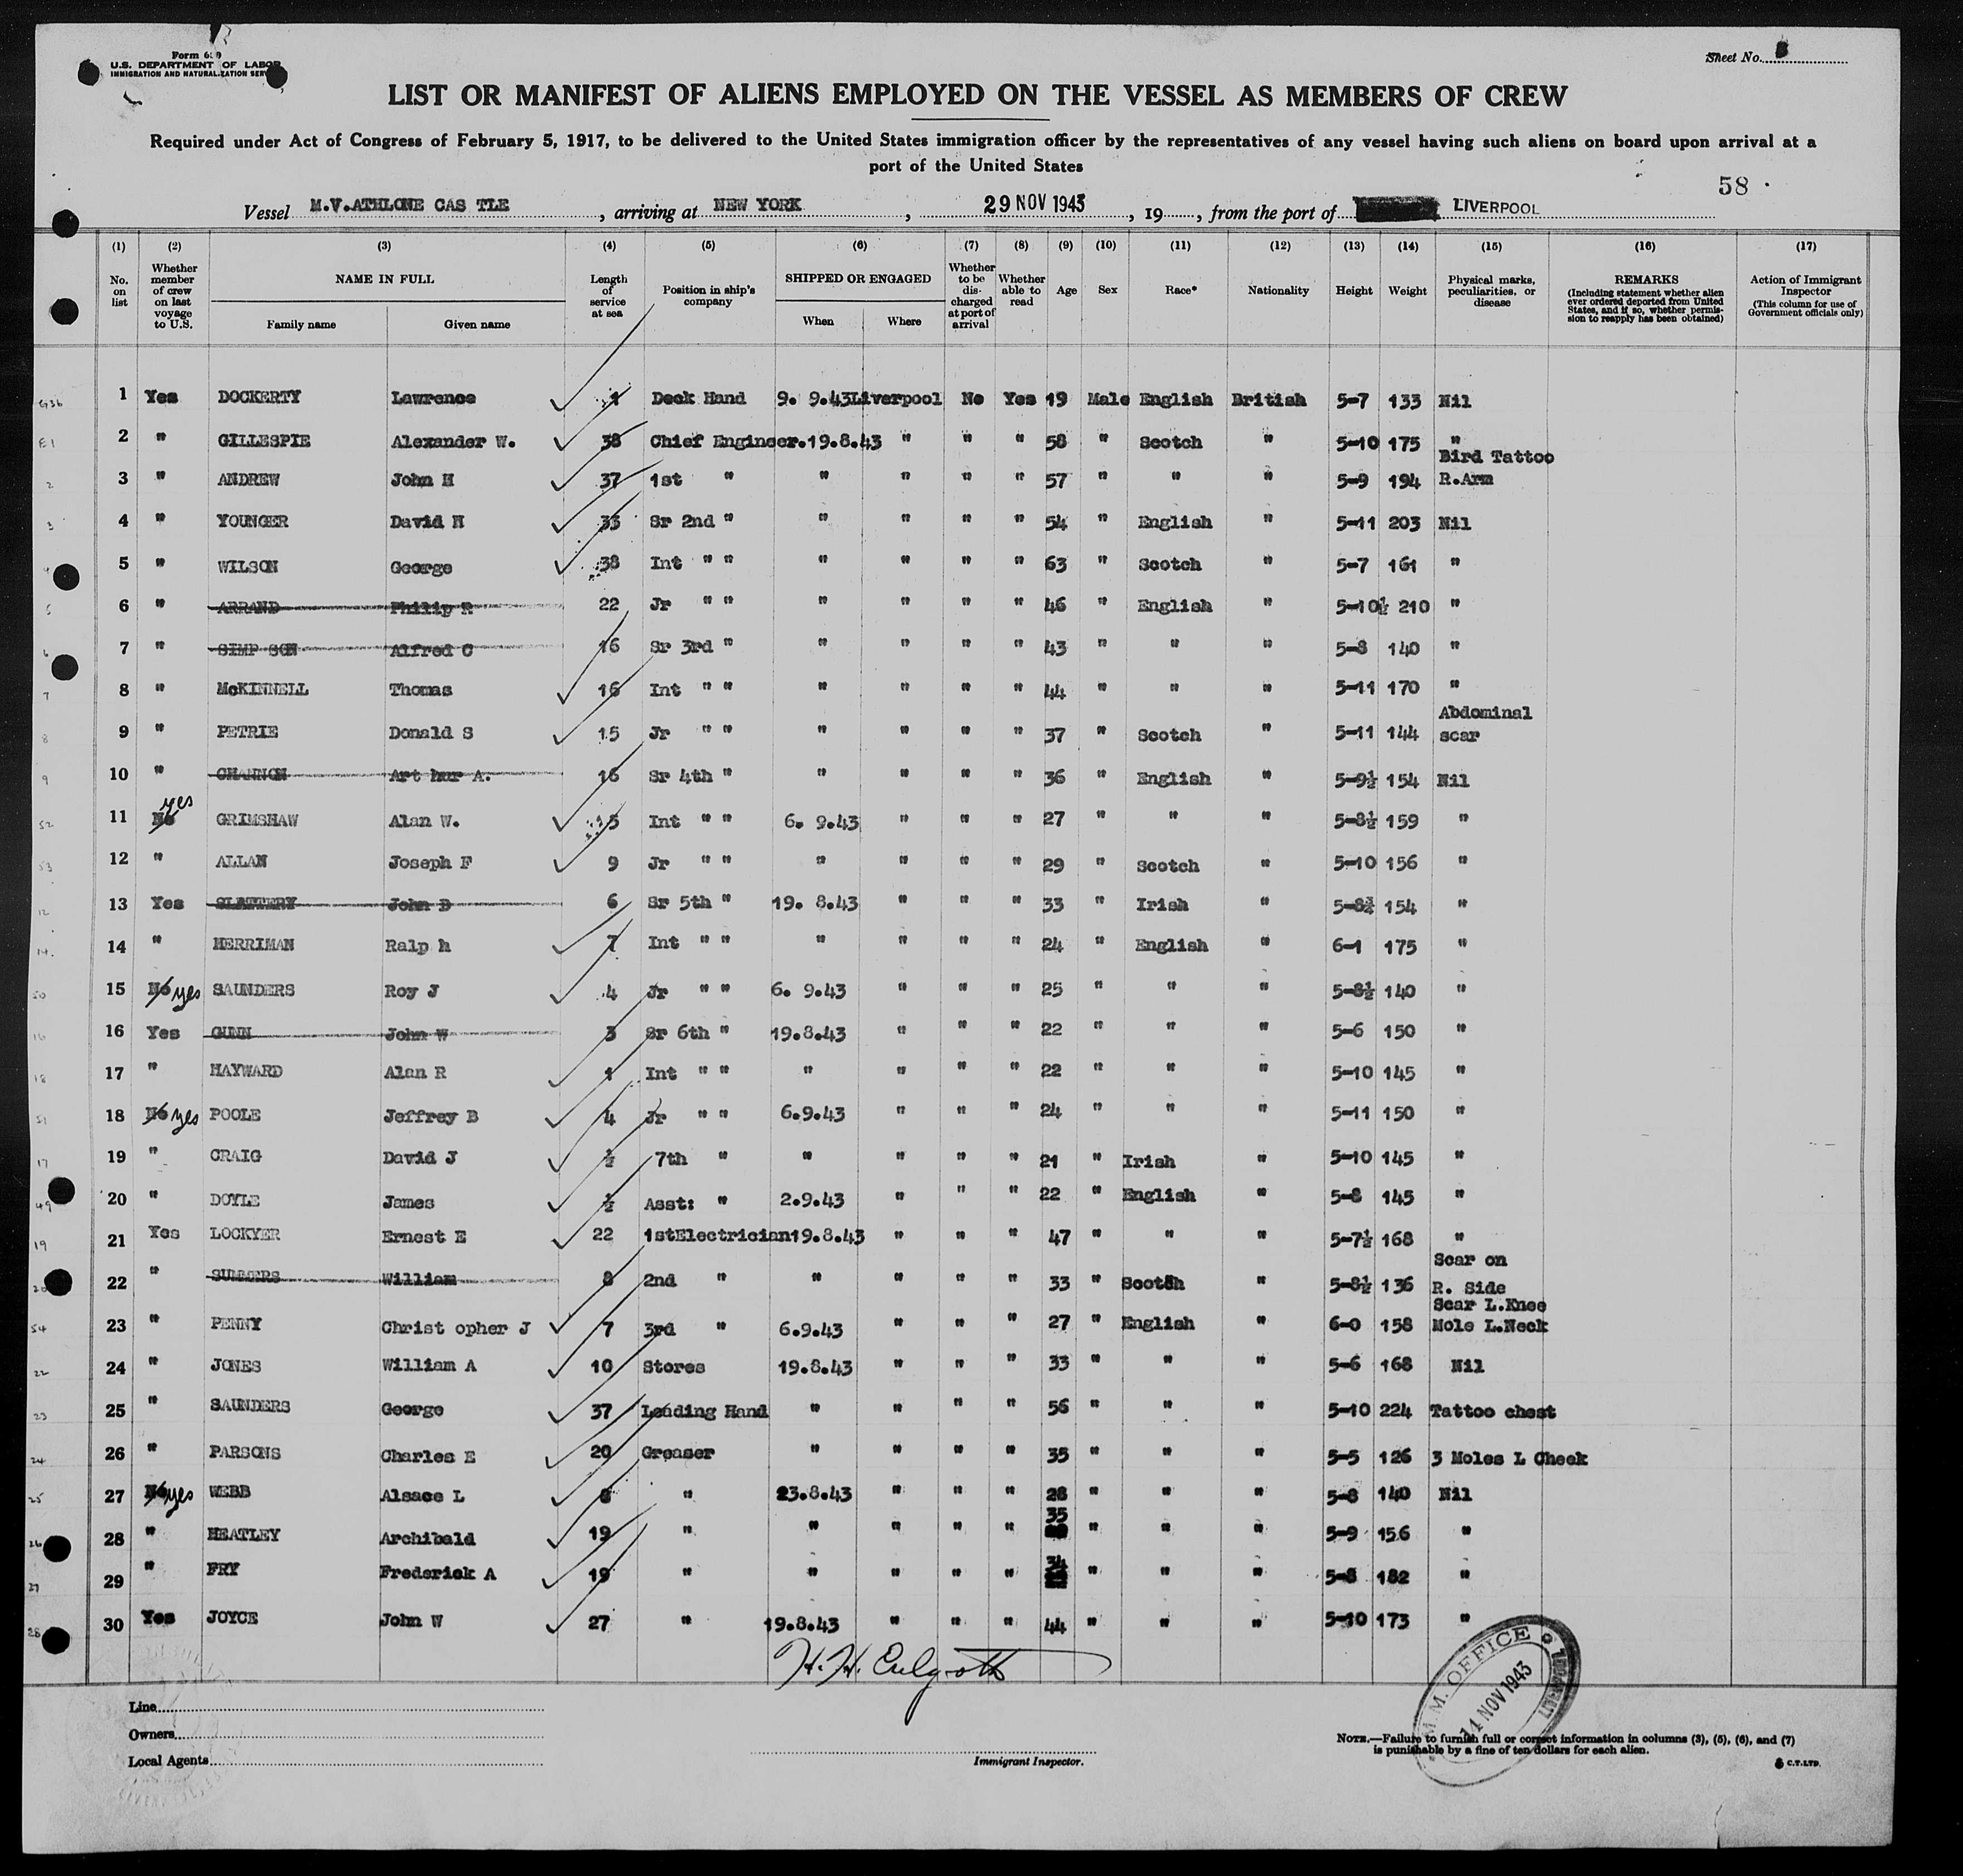 Form 680
U.S. DEPARTMENT OF LABOR
IMMIGRATION AND NATURALIZATION SERVICE
Sheet No.
LIST OR MANIFEST OF ALIENS EMPLOYED ON THE VESSEL AS MEMBERS OF CREW
Required under Act of Congress of February 5, 1917, to be delivered to the United States immigration officer by the representatives of any vessel having such aliens on board upon arrival at a
port of the United States
58
Vessel M.V.ATHLONE CAS TLE, arriving at NEW YORK, 29 NOV 1943, 19, from the port of LIVERPOOL
(1) (2) (3) (4) (5) (6) (7) (8) (9) (10) (11) (12) (13) (14) (15) (16) (17)
No. on list
Whether member of crew on last voyage to U.S.
NAME IN FULL
Family name
Given name
Length of service at sea
Position in ship's company
SHIPPED OR ENGAGED
When
Where
Whether to be discharged at port of arrival
Whether able to read
Age
Sex
Race*
Nationality
Height
Weight
Physical marks, peculiarities, or disease
REMARKS
(Including statement whether alien ever ordered deported from United States, and if so, whether permission to reapply has been obtained)
Action of Immigrant Inspector
(This column for use of Government officials only)
1 Yes DOCKERTY Lawrence 1 Deck Hand 9. 9.43 Liverpool No Yes 19 Male English British 5-7 133 Nil
2 " GILLESPIE Alexander W. 38 Chief Engineer. 19.8.43 " " " 58 " Scotch " 5-10 175 "
3 " ANDREW John H 37 1st " " " " " 57 " " " 5-9 194 Bird Tattoo R.Arm
4 " YOUNGER David H 33 Sr 2nd " " " " " 54 " English " 5-11 203 Nil
5 " WILSON George 38 Int " " " " " " 63 " Scotch " 5-7 161 "
6 " ARRAND Philip R 22 Jr " " " " " " 46 " English " 5-10½ 210 "
7 " SIMP SON Alfred C 16 Sr 3rd " " " " " 43 " " " 5-8 140 "
8 " McKINNELL Thomas 16 Int " " " " " " 44 " " " 5-11 170 "
9 " PETRIE Donald S 15 Jr " " " " " " 37 " Scotch " 5-11 144 Abdominal scar
10 " CHANNON Art hur A. 16 Sr 4th " " " " " 36 " English " 5-9½ 154 Nil
11 No yes GRIMSHAW Alan W. 15 Int " " 6. 9.43 " " " 27 " " " 5-8½ 159 "
12 " ALLAN Joseph F 9 Jr " " " " " " 29 " Scotch " 5-10 156 "
13 Yes SLATTERY John D 6 Sr 5th " 19. 8.43 " " " 33 " Irish " 154 "
14 " HERRIMAN Ralp h 7 Int " " " " " " 24 " English " 6-1 175 "
15 No yes SAUNDERS Roy J 4 Jr " " 6. 9.43 " " " 25 " " " 5-8½ 140 "
16 Yes GUNN John W 3 Sr 6th " 19.8.43 " " " 22 " " " 5-6 150 "
17 " HAYWARD Alan R 1 Int " " " " " " 22 " " " 5-10 145 "
18 No yes POOLE Jeffrey B 4 Jr " " 6.9.43 " " " 24 " " " 5-11 150 "
19 " CRAIG David J ½ 7th " " " " " 21 " Irish " 5-10 145 "
20 " DOYLE James ½ Asst: " 2.9.43 " " " 22 " English " 5-8 145 "
21 Yes LOCKYER Ernest E 22 1stElectrician 19.8.43 " " " 47 " " " 5-7½ 168 "
22 " SUMMERS William 8 2nd " " " " " 33 " Scotch " 5-8½ 136 Scar on R. Side
23 " PENNY Christ opher J 7 3rd " 6.9.43 " " " 27 " English " 6-0 158 Scar L.Knee Mole L.Neck
24 " JONES William A 10 Stores 19.8.43 " " " 33 " " " 5-6 168 Nil
25 " SAUNDERS George 37 Leading Hand " " " " 56 " " " 5-10 224 Tattoo chest
26 " PARSONS Charles E 20 Greaser " " " " 35 " " " 5-5 126 3 Moles L Cheek
27 No yes WEBB Alsace L 8 " 23.8.43 " " " 28 " " " 5-8 140 Nil
28 " HEATLEY Archibald 19 " " " " " 35 " " " 5-9 156 "
29 " FRY Frederick A 19 " " " " " 34 " " " 5-8 182 "
30 Yes JOYCE John W 27 " 19.8.43 " " " 44 " " " 5-10 173 "
Line
Owners
Local Agents
Immigrant Inspector.
M.M. OFFICE
NOV 1943
LIVERPOOL
NOTE.—Failure to furnish full or correct information in columns (3), (5), (6), and (7)
is punishable by a fine of ten dollars for each alien.
C.T.LTD.